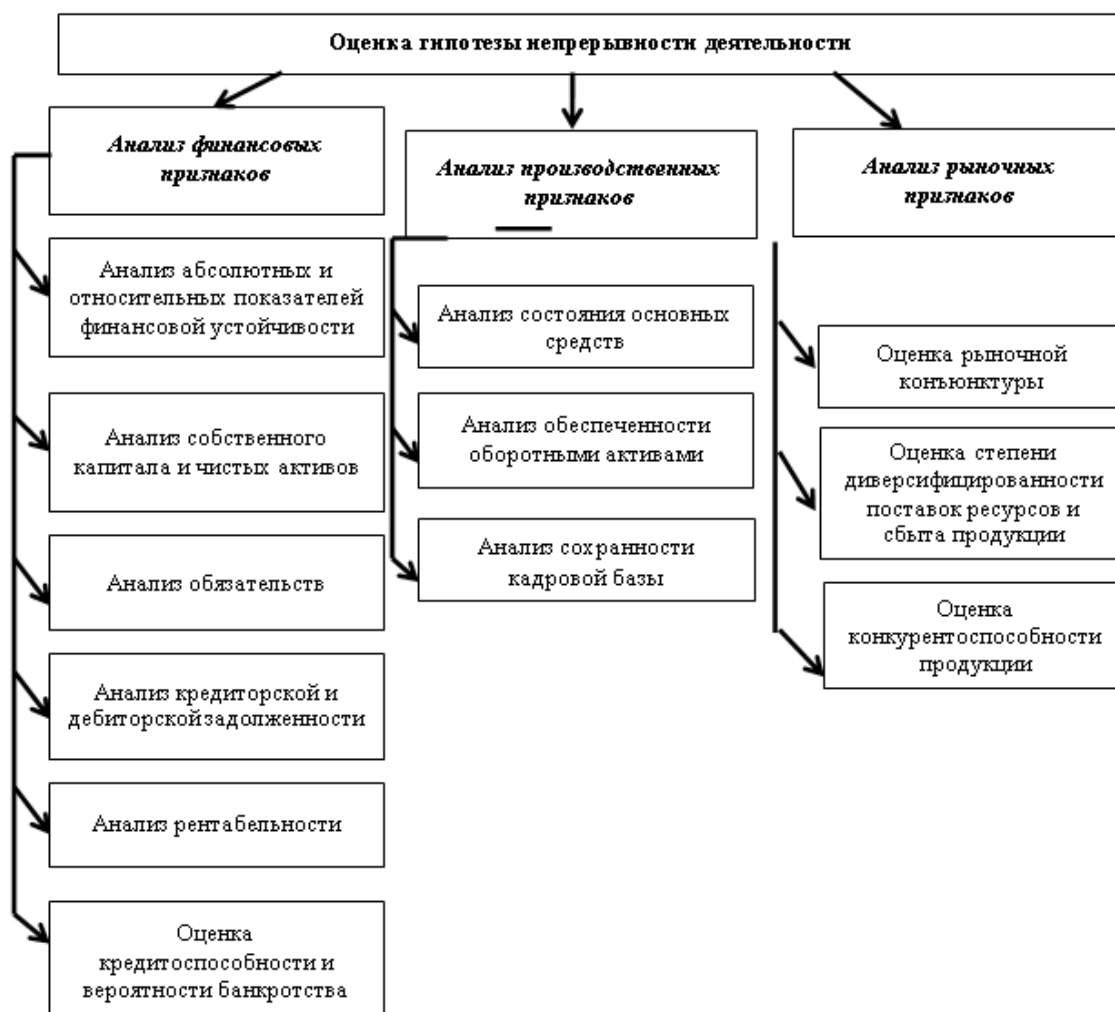 Оценка гипотезы непрерывности деятельности
Анализ финансовых
признаков
Анализ абсолютных и
относительных показателей
финансовой устойчивости
Анализ собственного
капитала и чистых активов
Анализ обязательств
Анализ кредиторской и
дебиторской задолженности
Анализ рентабельности
Оценка
кредитоспособности и
вероятности банкротства
Анализ производственных
признаков
Анализ состояния основных
средств
Анализ обеспеченности
оборотными активами
Анализ сохранности
кадровой базы
Анализ рыночных
признаков
Оценка рыночной
конъюнктуры
Оценка степени
диверсифицированности
поставок ресурсов и
сбыта продукции
Оценка
конкурентоспособности
продукции